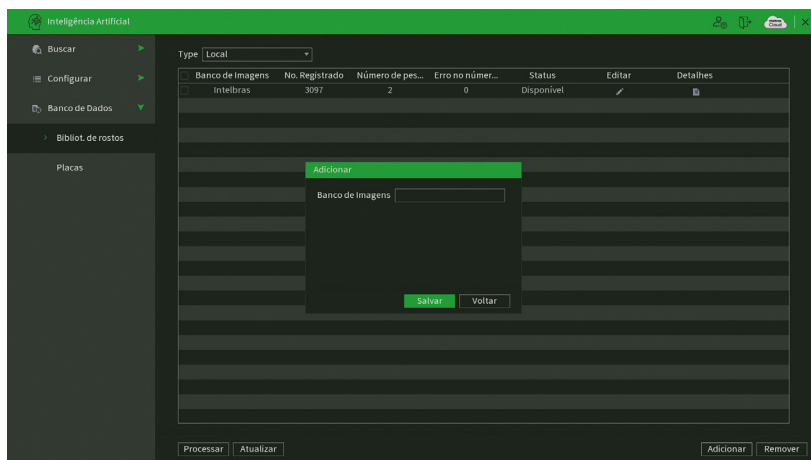 Inteligência Artificial
Buscar
Configurar
Banco de Dados
Bibliot. de rostos
Placas
Type Local
Banco de Imagens No. Registrado Número de pes... Erro no númer... Status Editar Detalhes
Intelbras 3097 2 0 Disponível
Adicionar
Banco de Imagens
Salvar Voltar
Processar Atualizar Adicionar Remover